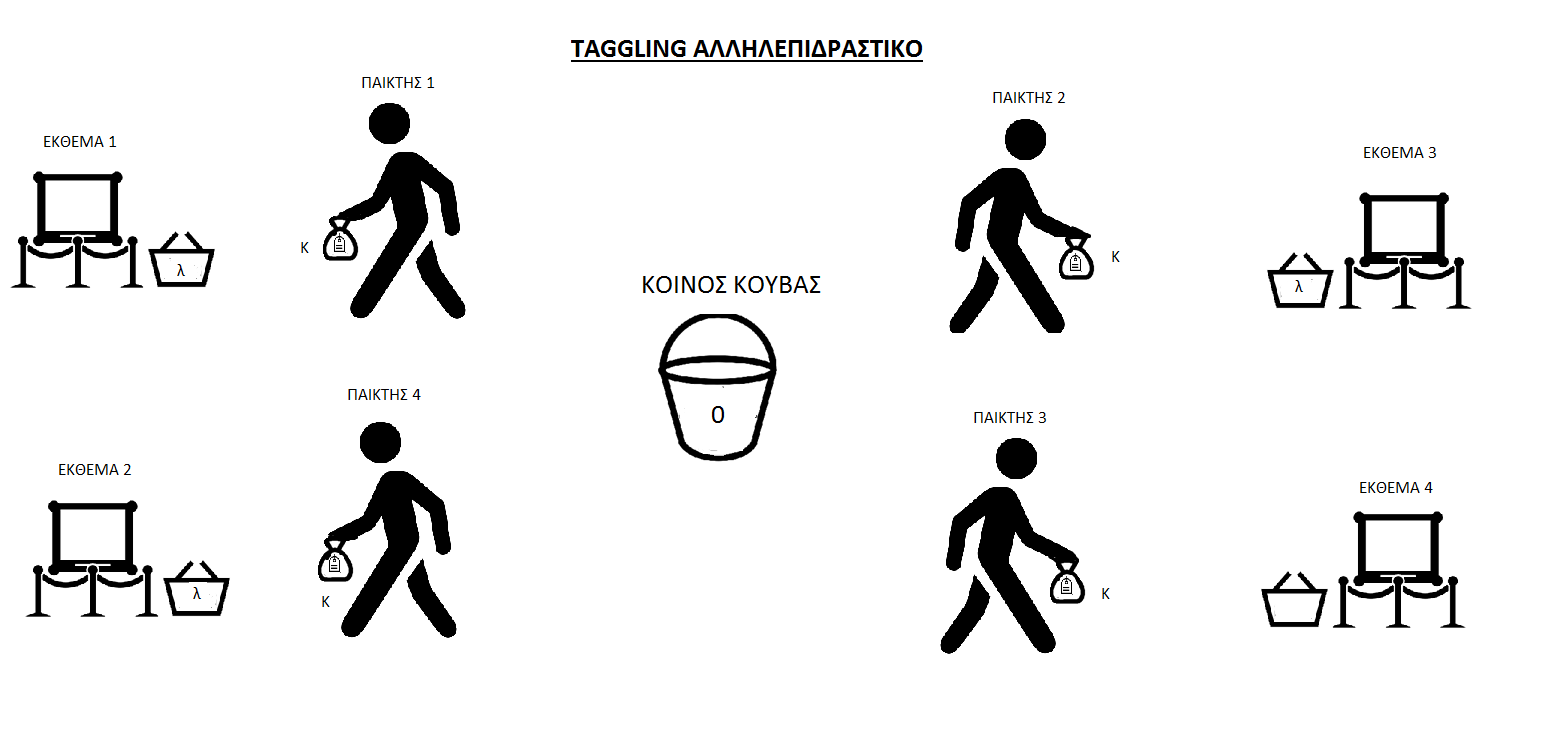 TAGGLING ΑΛΛΗΛΕΠΙΔΡΑΣΤΙΚΟ
ΠΑΙΚΤΗΣ 1
ΠΑΙΚΤΗΣ 2
ΕΚΘΕΜΑ 1
ΕΚΘΕΜΑ 3
Κ
Κ
λ
λ
ΚΟΙΝΟΣ ΚΟΥΒΑΣ
0
ΠΑΙΚΤΗΣ 4
ΠΑΙΚΤΗΣ 3
ΕΚΘΕΜΑ 2
ΕΚΘΕΜΑ 4
λ
Κ
Κ